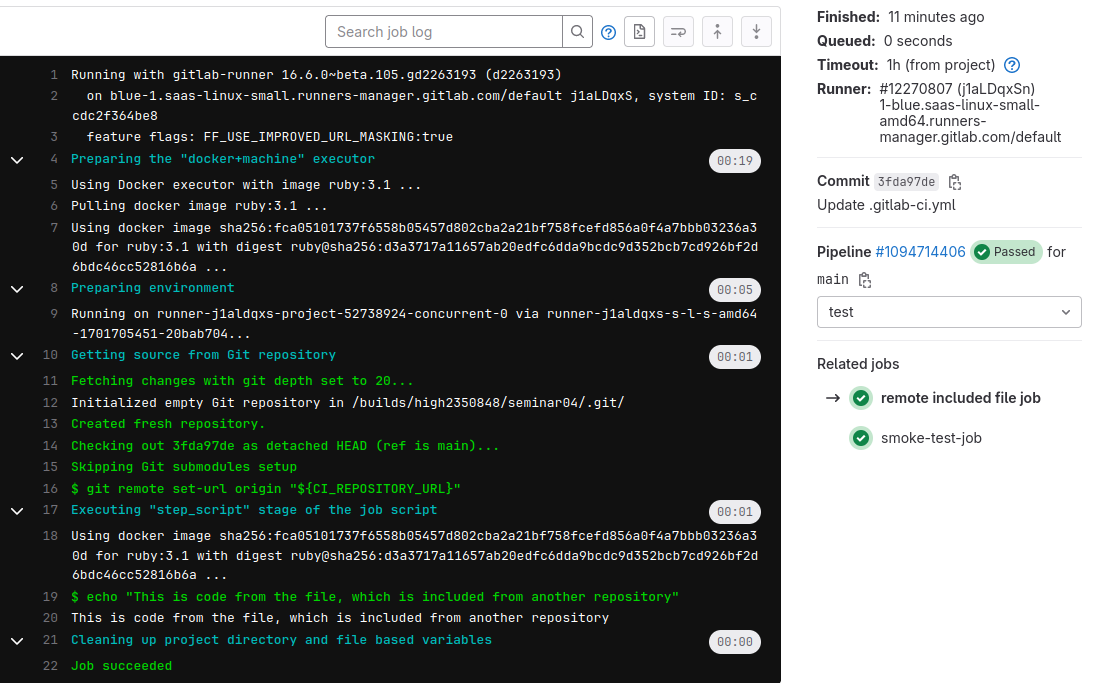 Search job log
1 Running with gitlab-runner 16.6.0~beta.105.gd2263193 (d2263193)
2 on blue-1.saas-linux-small.runners-manager.gitlab.com/default j1aLDqxS, system ID: s_c
cdc2f364be8
3 feature flags: FF_USE_IMPROVED_URL_MASKING:true
4 Preparing the "docker+machine" executor 00:19
5 Using Docker executor with image ruby:3.1 ...
6 Pulling docker image ruby:3.1 ...
7 Using docker image sha256:fca05101737f6558b05457d802cba2a21bf758fcefd856a0f4a7bbb03236a3
0d for ruby:3.1 with digest ruby@sha256:d3a3717a11657ab20edfc6dda9bcdc9d352bcb7cd926bf2d
6bdc46cc52816b6a ...
8 Preparing environment 00:05
9 Running on runner-j1aldqxs-project-52738924-concurrent-0 via runner-j1aldqxs-s-l-s-amd64
-1701705451-20bab704...
10 Getting source from Git repository 00:01
11 Fetching changes with git depth set to 20...
12 Initialized empty Git repository in /builds/high2350848/seminar04/.git/
13 Created fresh repository.
14 Checking out 3fda97de as detached HEAD (ref is main)...
15 Skipping Git submodules setup
16 $ git remote set-url origin "${CI_REPOSITORY_URL}"
17 Executing "step_script" stage of the job script 00:01
18 Using docker image sha256:fca05101737f6558b05457d802cba2a21bf758fcefd856a0f4a7bbb03236a3
0d for ruby:3.1 with digest ruby@sha256:d3a3717a11657ab20edfc6dda9bcdc9d352bcb7cd926bf2d
6bdc46cc52816b6a ...
19 $ echo "This is code from the file, which is included from another repository"
20 This is code from the file, which is included from another repository
21 Cleaning up project directory and file based variables 00:00
22 Job succeeded
Finished: 11 minutes ago
Queued: 0 seconds
Timeout: 1h (from project)
Runner: #12270807 (j1aLDqxSn)
1-blue.saas-linux-small-
amd64.runners-
manager.gitlab.com/default
Commit 3fda97de
Update .gitlab-ci.yml
Pipeline #1094714406 Passed for
main
test
Related jobs
→ remote included file job
smoke-test-job